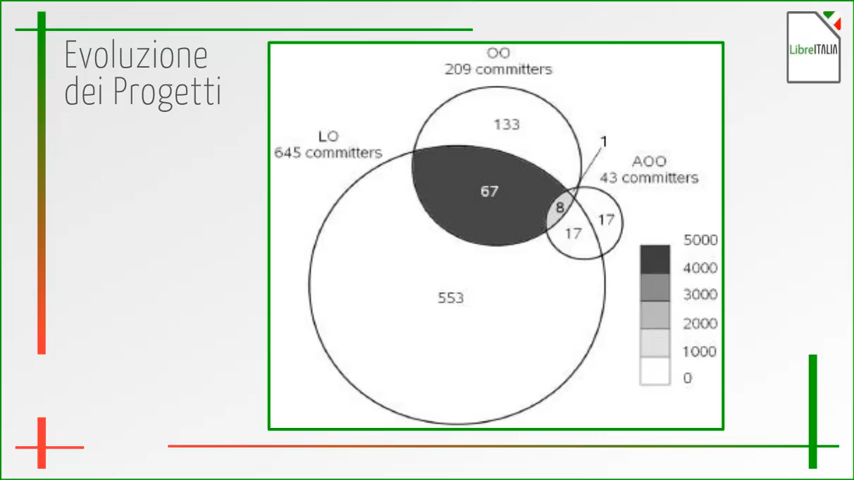 Evoluzione
dei Progetti
LibreITALIA
OO
209 committers
133
LO
645 committers
1
AOO
43 committers
67
8
17
17
553
5000
4000
3000
2000
1000
0